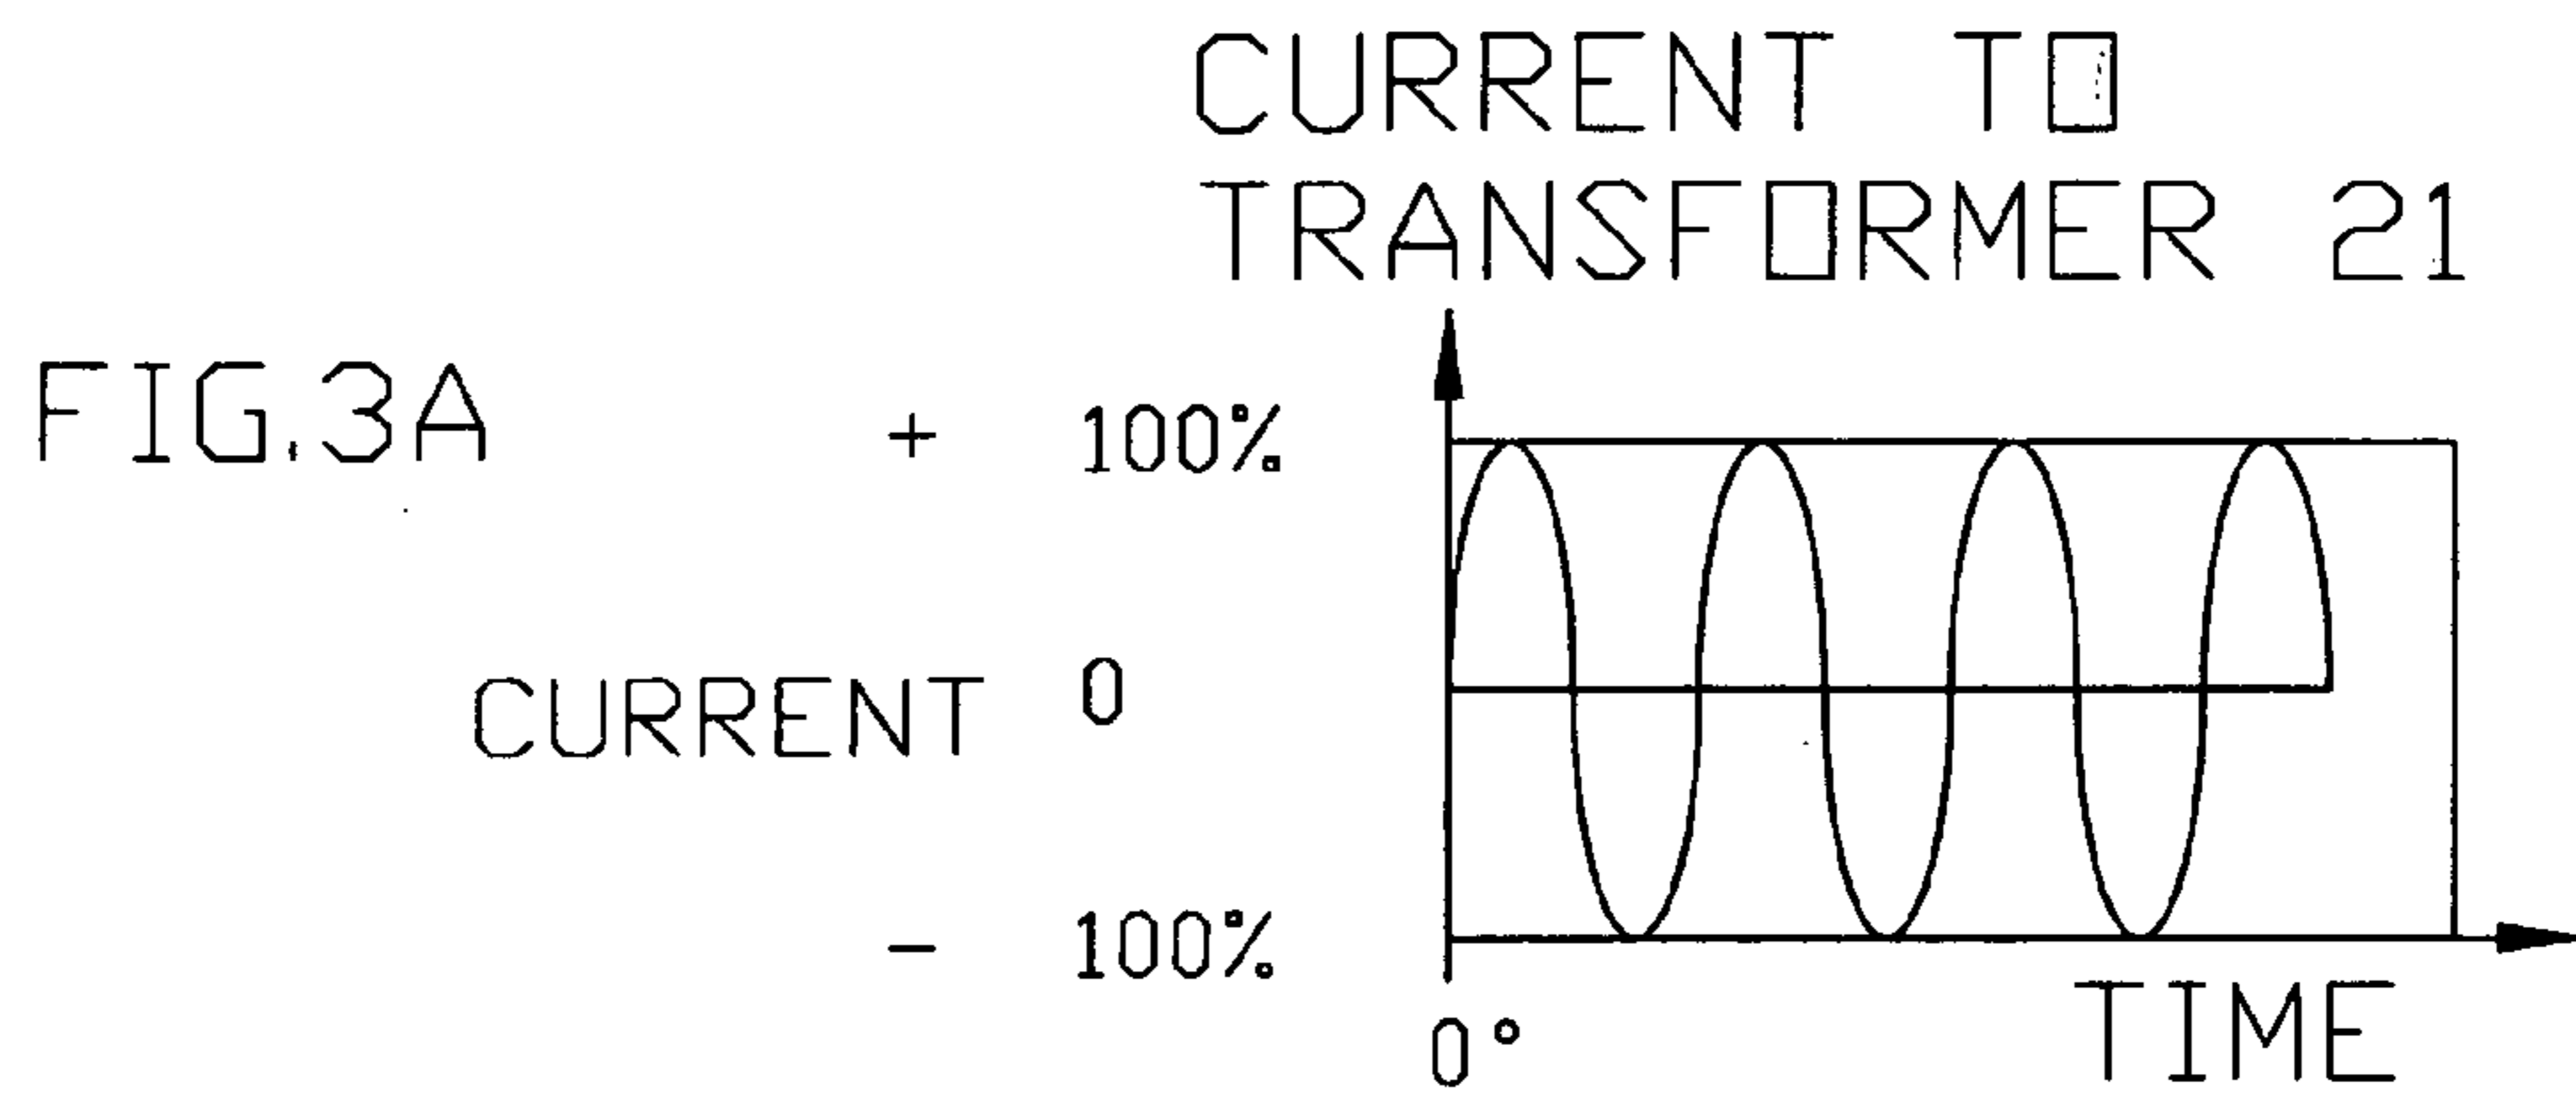 CURRENT TO
TRANSFORMER 21
FIG.3A
+ 100%
CURRENT 0
- 100%
0°
TIME